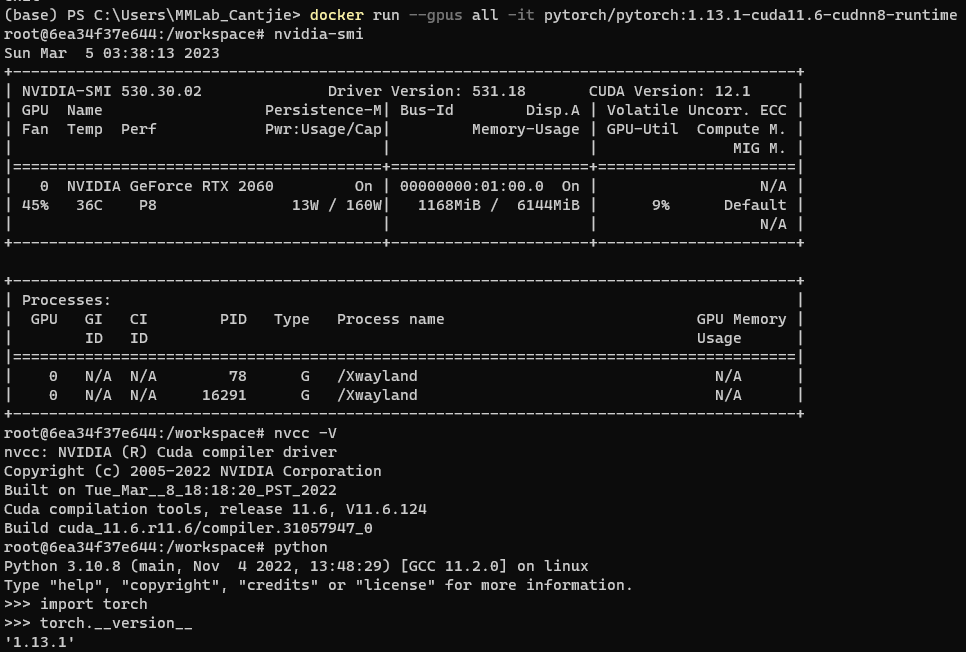 (base) PS C:\Users\MMLab_Cantjie> docker run --gpus all -it pytorch/pytorch:1.13.1-cuda11.6-cudnn8-runtime
root@6ea34f37e644:/workspace# nvidia-smi
Sun Mar  5 03:38:13 2023
+---------------------------------------------------------------------------------------+
| NVIDIA-SMI 530.30.02              Driver Version: 531.18       CUDA Version: 12.1     |
| GPU  Name                  Persistence-M| Bus-Id        Disp.A | Volatile Uncorr. ECC |
| Fan  Temp  Perf            Pwr:Usage/Cap|         Memory-Usage | GPU-Util  Compute M. |
|                                         |                      |               MIG M. |
|=========================================+======================+======================|
|   0  NVIDIA GeForce RTX 2060         On | 00000000:01:00.0  On |                  N/A |
| 45%   36C    P8               13W / 160W|   1168MiB /  6144MiB |      9%      Default |
|                                         |                      |                  N/A |
+-----------------------------------------+----------------------+----------------------+
+---------------------------------------------------------------------------------------+
| Processes:                                                                            |
|  GPU   GI   CI        PID   Type   Process name                            GPU Memory |
|        ID   ID                                                             Usage      |
|=======================================================================================|
|    0   N/A  N/A        78      G   /Xwayland                                 N/A      |
|    0   N/A  N/A     16291      G   /Xwayland                                 N/A      |
+---------------------------------------------------------------------------------------+
root@6ea34f37e644:/workspace# nvcc -V
nvcc: NVIDIA (R) Cuda compiler driver
Copyright (c) 2005-2022 NVIDIA Corporation
Built on Tue_Mar__8_18:18:20_PST_2022
Cuda compilation tools, release 11.6, V11.6.124
Build cuda_11.6.r11.6/compiler.31057947_0
root@6ea34f37e644:/workspace# python
Python 3.10.8 (main, Nov  4 2022, 13:48:29) [GCC 11.2.0] on linux
Type "help", "copyright", "credits" or "license" for more information.
>>> import torch
>>> torch.__version__
'1.13.1'